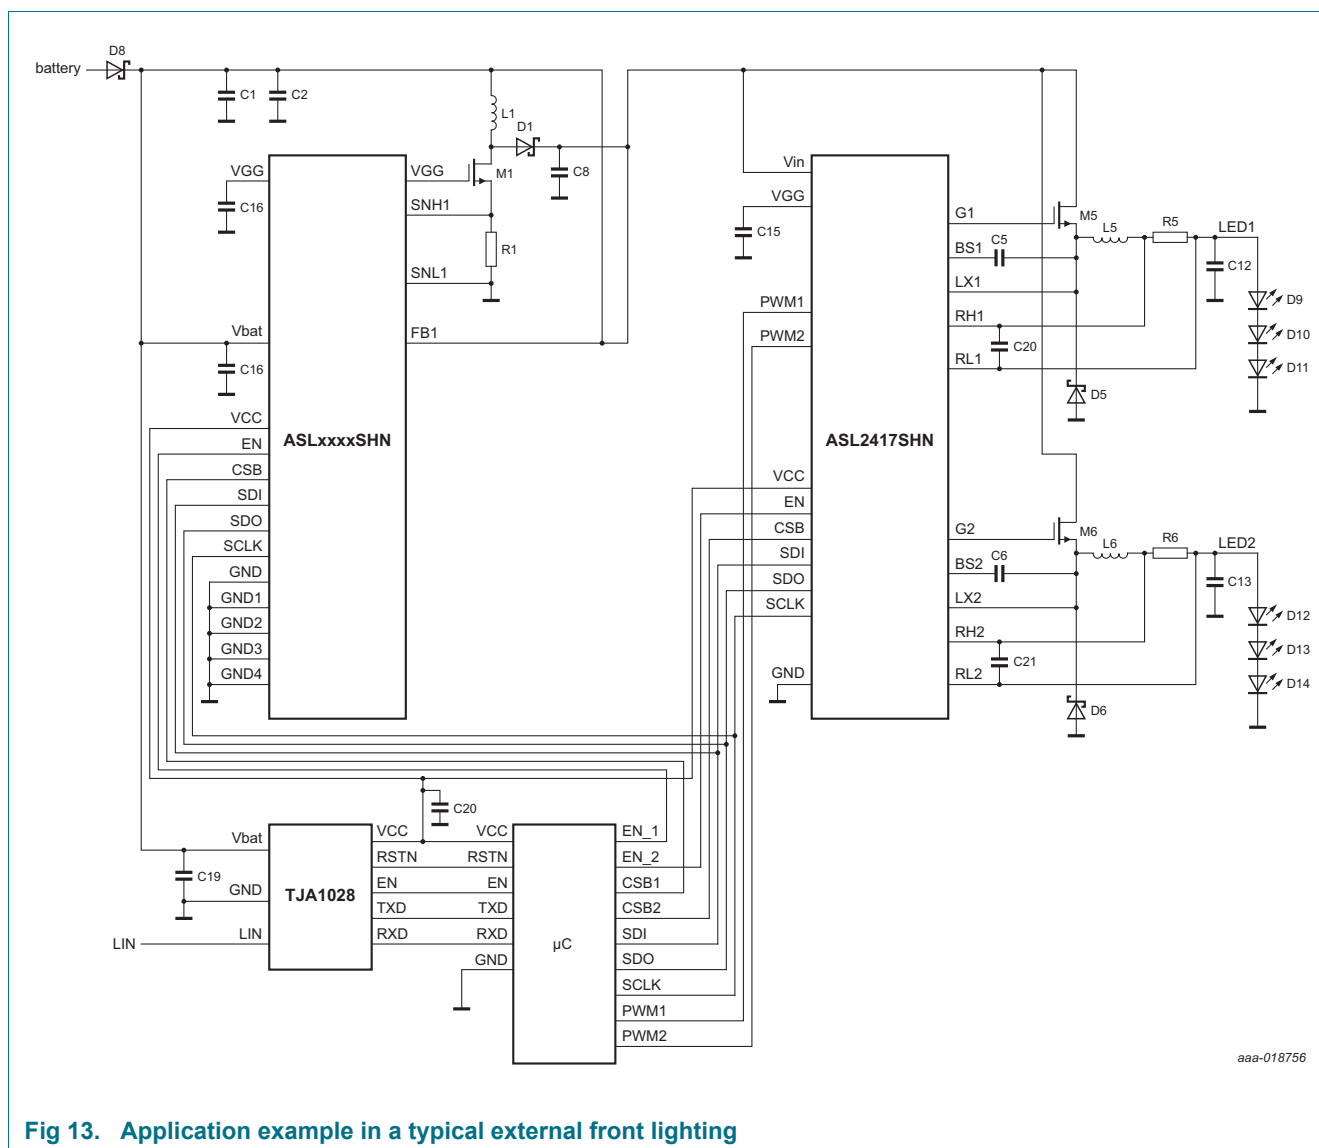 D8
battery
C1
C2
L1
D1
VGG
VGG
M1
C8
C16
SNH1
R1
SNL1
Vbat
FB1
C16
VCC
EN
CSB
SDI
SDO
SCLK
GND
GND1
GND2
GND3
GND4
ASLxxxxSHN
Vin
VGG
C15
PWM1
PWM2
ASL2417SHN
VCC
EN
CSB
SDI
SDO
SCLK
GND
G1
M5
L5
R5
LED1
BS1
C5
C12
LX1
D9
RH1
C20
D10
RL1
D11
D5
G2
M6
L6
R6
LED2
BS2
C6
C13
LX2
D12
RH2
C21
D13
RL2
D14
D6
C20
Vbat
C19
GND
TJA1028
LIN
LIN
VCC
RSTN
EN
TXD
RXD
VCC
RSTN
EN
TXD
RXD
GND
µC
EN_1
EN_2
CSB1
CSB2
SDI
SDO
SCLK
PWM1
PWM2
aaa-018756
Fig 13. Application example in a typical external front lighting